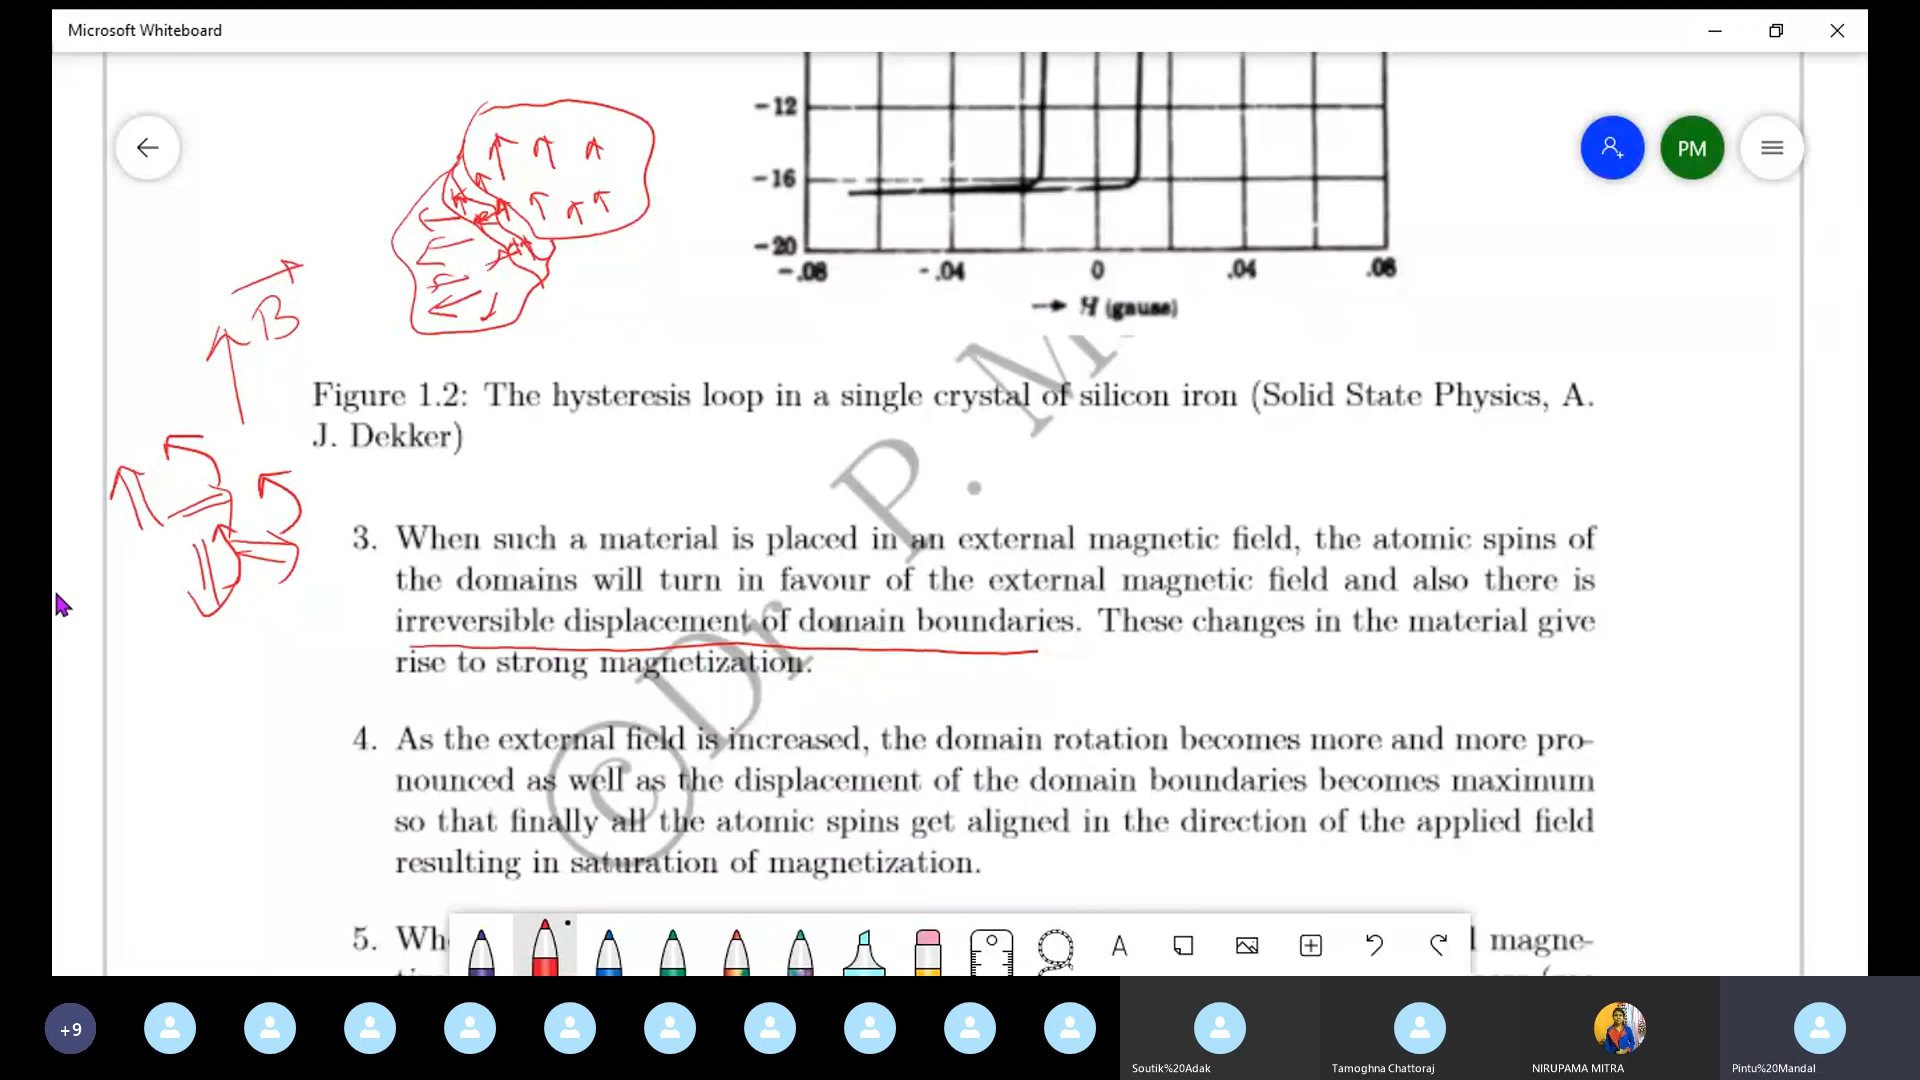 Microsoft Whiteboard
-12
-16
-20
-.08
-.04
0
.04
.08
→ H (gauss)
PM
B
Figure 1.2: The hysteresis loop in a single crystal of silicon iron (Solid State Physics, A.
J. Dekker)
3. When such a material is placed in an external magnetic field, the atomic spins of
the domains will turn in favour of the external magnetic field and also there is
irreversible displacement of domain boundaries. These changes in the material give
rise to strong magnetization.
4. As the external field is increased, the domain rotation becomes more and more pro-
nounced as well as the displacement of the domain boundaries becomes maximum
so that finally all the atomic spins get aligned in the direction of the applied field
resulting in saturation of magnetization.
5. Wh
magne-
©Dr. P. M
+9
Soutik%20Adak
Tamoghna Chattoraj
NIRUPAMA MITRA
Pintu%20Mandal